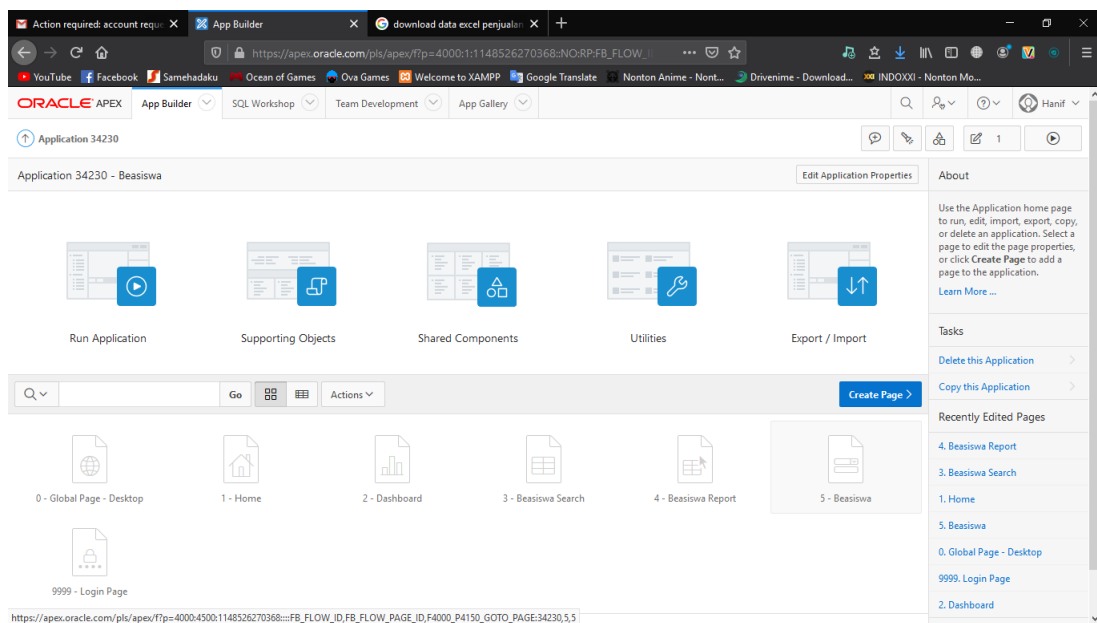 Action required: account reque
App Builder
download data excel penjualan
https://apex.oracle.com/pls/apex/f?p=4000:1:1148526270368::NO:RP:FB_FLOW_I
YouTube Facebook Samehadaku Ocean of Games Ova Games Welcome to XAMPP Google Translate Nonton Anime - Nont... Drivenime - Download... INDOXXI - Nonton Mo...
ORACLE APEX App Builder SQL Workshop Team Development App Gallery Hanif
Application 34230
1
Application 34230 - Beasiswa
Edit Application Properties
Run Application
Supporting Objects
Shared Components
Utilities
Export / Import
Go
Actions
Create Page
0 - Global Page - Desktop
1 - Home
2 - Dashboard
3 - Beasiswa Search
4 - Beasiswa Report
5 - Beasiswa
9999 - Login Page
About
Use the Application home page
to run, edit, import, export, copy,
or delete an application. Select a
page to edit the page properties,
or click Create Page to add a
page to the application.
Learn More ...
Tasks
Delete this Application
Copy this Application
Recently Edited Pages
4. Beasiswa Report
3. Beasiswa Search
1. Home
5. Beasiswa
0. Global Page - Desktop
9999. Login Page
2. Dashboard
https://apex.oracle.com/pls/apex/f?p=4000:4500:1148526270368::::FB_FLOW_ID,FB_FLOW_PAGE_ID,F4000_P4150_GOTO_PAGE:34230,5,5